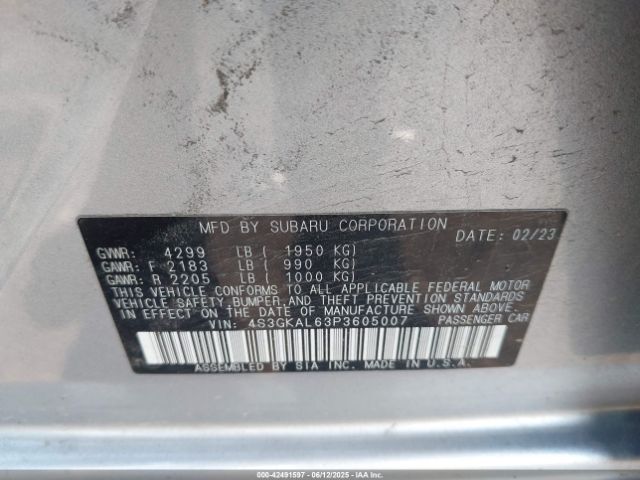 MFD BY SUBARU CORPORATION DATE: 02/23
GVWR: 4299 LB ( 1950 KG)
GAWR: F 2183 LB ( 990 KG)
GAWR: R 2205 LB ( 1000 KG)
THIS VEHICLE CONFORMS TO ALL APPLICABLE FEDERAL MOTOR
VEHICLE SAFETY, BUMPER, AND THEFT PREVENTION STANDARDS
IN EFFECT ON THE DATE OF MANUFACTURE SHOWN ABOVE.
VIN: 4S3GKAL63P3605007 PASSENGER CAR
ASSEMBLED BY SIA INC. MADE IN U.S.A.
000-42491597 - 06/12/2025 - IAAI.com